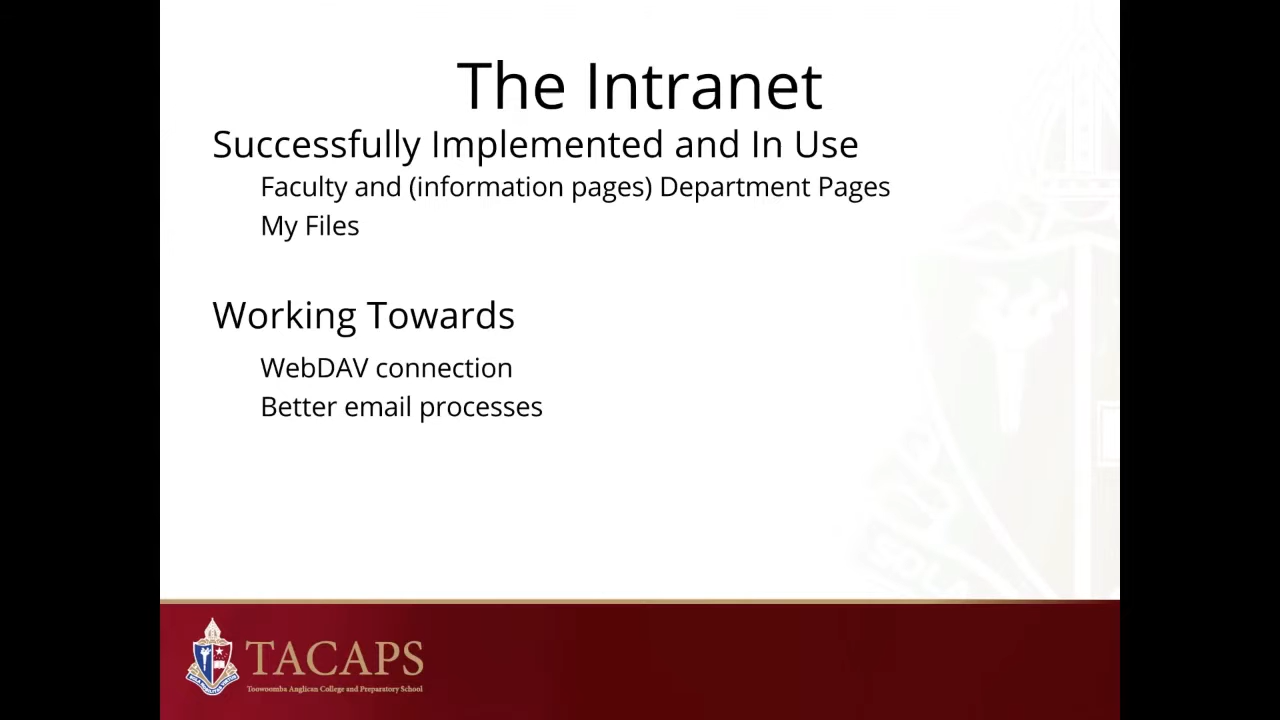 The Intranet
Successfully Implemented and In Use
Faculty and (information pages) Department Pages
My Files
Working Towards
WebDAV connection
Better email processes
TACAPS
Toowoomba Anglican College and Preparatory School